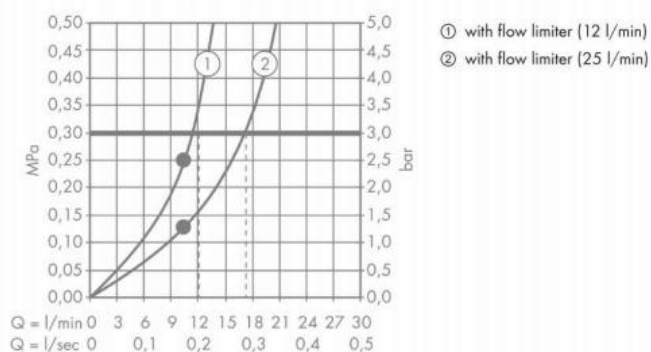 0,50 5,0
① with flow limiter (12 l/min)
0,45 4,5
② with flow limiter (25 l/min)
① ②
0,40 4,0
0,35 3,5
0,30 3,0
MPa bar
0,25 2,5
0,20 2,0
0,15 1,5
0,10 1,0
0,05 0,5
0,00 0,0
Q = l/min 0 3 6 9 12 15 18 21 24 27 30
Q = l/sec 0 0,1 0,2 0,3 0,4 0,5